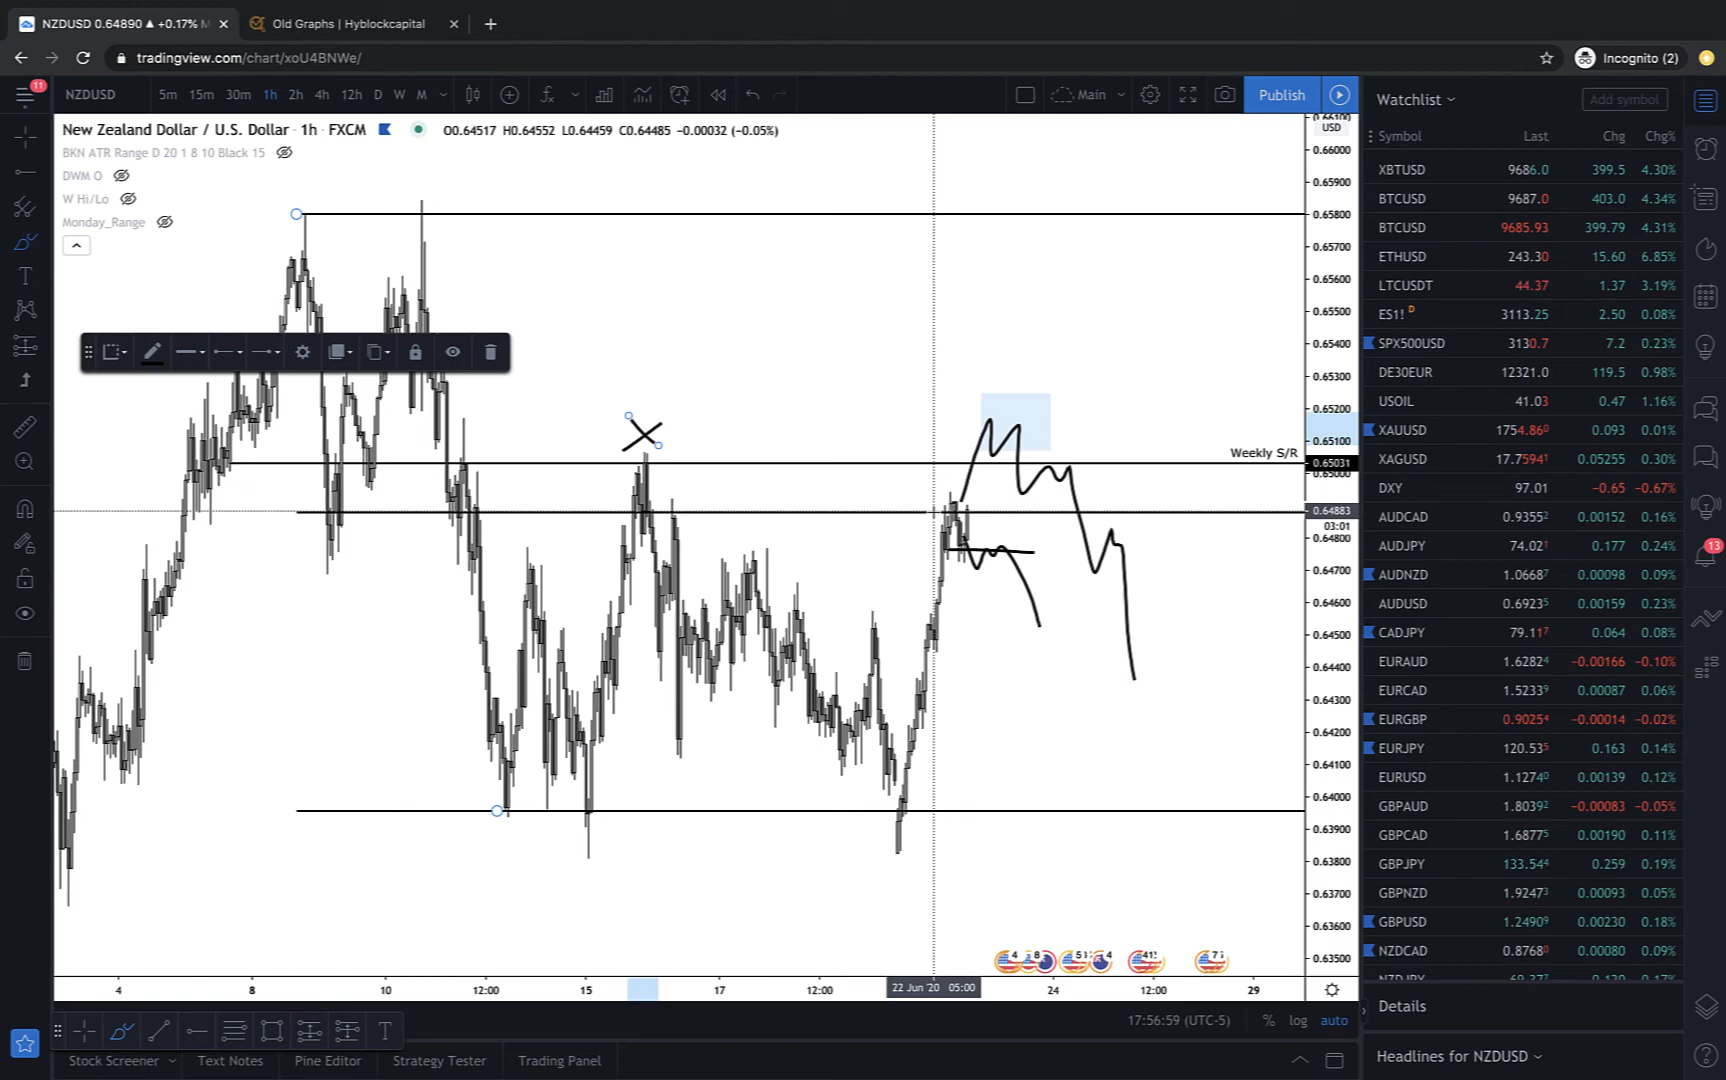 NZDUSD 0.64890 ▲ +0.17% M
Old Graphs | Hyblockcapital
tradingview.com/chart/xoU4BNWe/
Incognito (2)
11
NZDUSD 5m 15m 30m 1h 2h 4h 12h D W M
Main
Publish
New Zealand Dollar / U.S. Dollar · 1h · FXCM
O0.64517 H0.64552 L0.64459 C0.64485 −0.00032 (−0.05%)
BKN ATR Range D 20 1 8 10 Black 15
DWM O
W Hi/Lo
Monday_Range
USD
0.66100
0.66000
0.65900
0.65800
0.65700
0.65600
0.65500
0.65400
0.65300
0.65200
0.65100
Weekly S/R
0.65031
0.65000
0.64883
03:01
0.64800
0.64700
0.64600
0.64500
0.64400
0.64300
0.64200
0.64100
0.64000
0.63900
0.63800
0.63700
0.63600
0.63500
4 8 10 12:00 15 17 12:00 22 Jun '20 05:00 24 12:00 29
17:56:59 (UTC-5) % log auto
Stock Screener Text Notes Pine Editor Strategy Tester Trading Panel
Watchlist Add symbol
Symbol Last Chg Chg%
XBTUSD 9686.0 399.5 4.30%
BTCUSD 9687.0 403.0 4.34%
BTCUSD 9685.93 399.79 4.31%
ETHUSD 243.30 15.60 6.85%
LTCUSDT 44.37 1.37 3.19%
ES1! D 3113.25 2.50 0.08%
SPX500USD 3130.7 7.2 0.23%
DE30EUR 12321.0 119.5 0.98%
USOIL 41.03 0.47 1.16%
XAUUSD 1754.860 0.093 0.01%
XAGUSD 17.7594 0.05255 0.30%
DXY 97.01 −0.65 −0.67%
AUDCAD 0.93552 0.00152 0.16%
AUDJPY 74.021 0.177 0.24%
AUDNZD 1.06687 0.00098 0.09%
AUDUSD 0.69235 0.00159 0.23%
CADJPY 79.117 0.064 0.08%
EURAUD 1.62824 −0.00166 −0.10%
EURCAD 1.52339 0.00087 0.06%
EURGBP 0.90254 −0.00014 −0.02%
EURJPY 120.535 0.163 0.14%
EURUSD 1.12740 0.00139 0.12%
GBPAUD 1.80392 −0.00083 −0.05%
GBPCAD 1.68775 0.00190 0.11%
GBPJPY 133.544 0.259 0.19%
GBPNZD 1.92473 0.00093 0.05%
GBPUSD 1.24909 0.00230 0.18%
NZDCAD 0.87680 0.00080 0.09%
Details
Headlines for NZDUSD
13